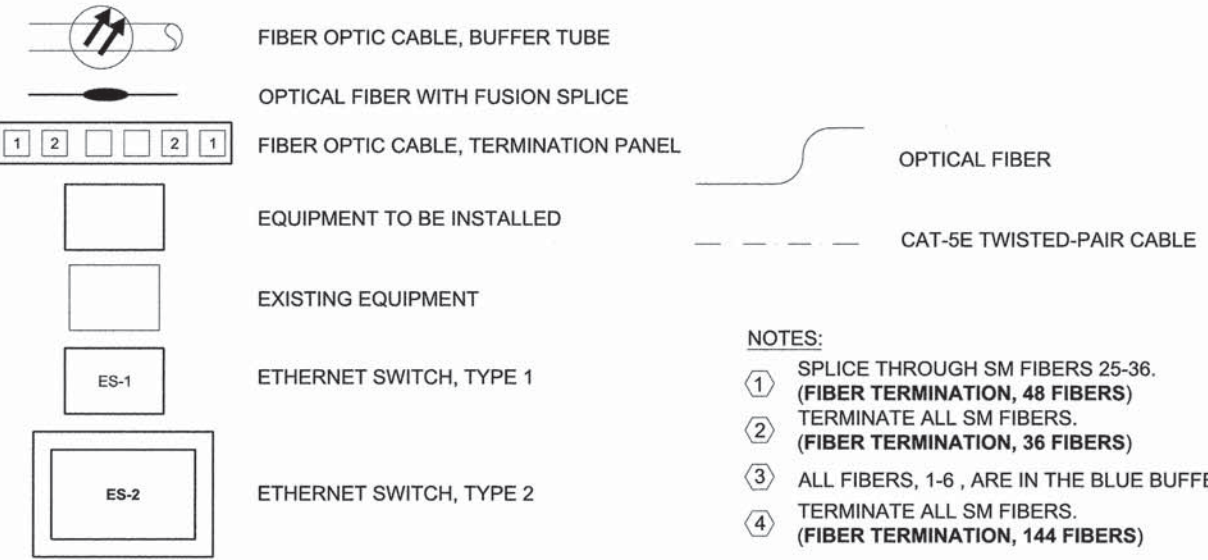 FIBER OPTIC CABLE, BUFFER TUBE
OPTICAL FIBER WITH FUSION SPLICE
1 2 2 1
FIBER OPTIC CABLE, TERMINATION PANEL
EQUIPMENT TO BE INSTALLED
EXISTING EQUIPMENT
ES-1
ETHERNET SWITCH, TYPE 1
ES-2
ETHERNET SWITCH, TYPE 2
OPTICAL FIBER
CAT-5E TWISTED-PAIR CABLE
NOTES:
1 SPLICE THROUGH SM FIBERS 25-36.
(FIBER TERMINATION, 48 FIBERS)
2 TERMINATE ALL SM FIBERS.
(FIBER TERMINATION, 36 FIBERS)
3 ALL FIBERS, 1-6 , ARE IN THE BLUE BUFFE
4 TERMINATE ALL SM FIBERS.
(FIBER TERMINATION, 144 FIBERS)